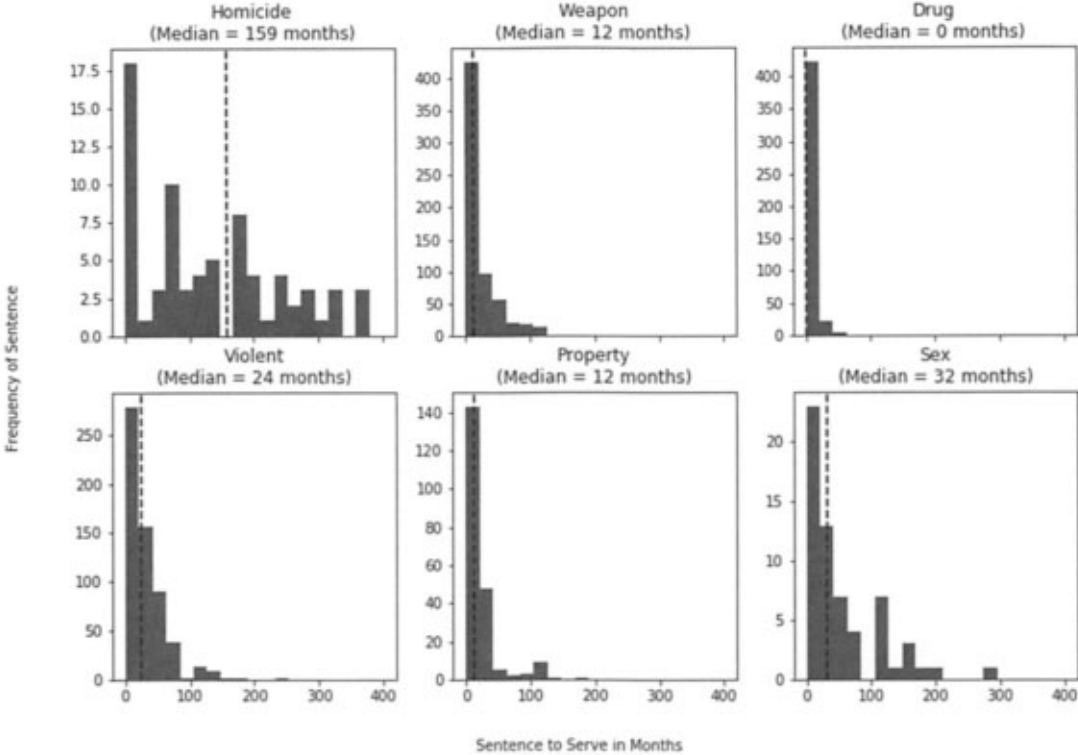 Homicide
(Median = 159 months)
Weapon
(Median = 12 months)
Drug
(Median = 0 months)
17.5
15.0
12.5
10.0
7.5
5.0
2.5
0.0
400
350
300
250
200
150
100
50
0
400
350
300
250
200
150
100
50
0
Frequency of Sentence
Violent
(Median = 24 months)
Property
(Median = 12 months)
Sex
(Median = 32 months)
250
150
100
50
0
140
120
100
80
60
40
20
0
20
15
10
5
0
0 100 200 300 400
0 100 200 300 400
0 100 200 300 400
Sentence to Serve in Months